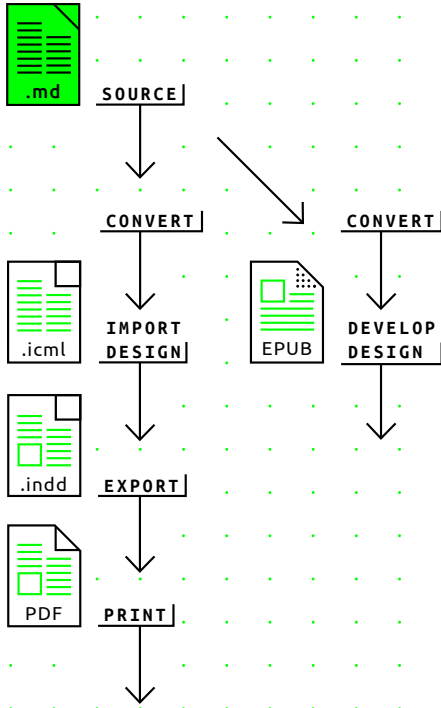 .md
SOURCE
CONVERT
CONVERT
.icml
IMPORT
DESIGN
EPUB
DEVELOP
DESIGN
.indd
EXPORT
PDF
PRINT